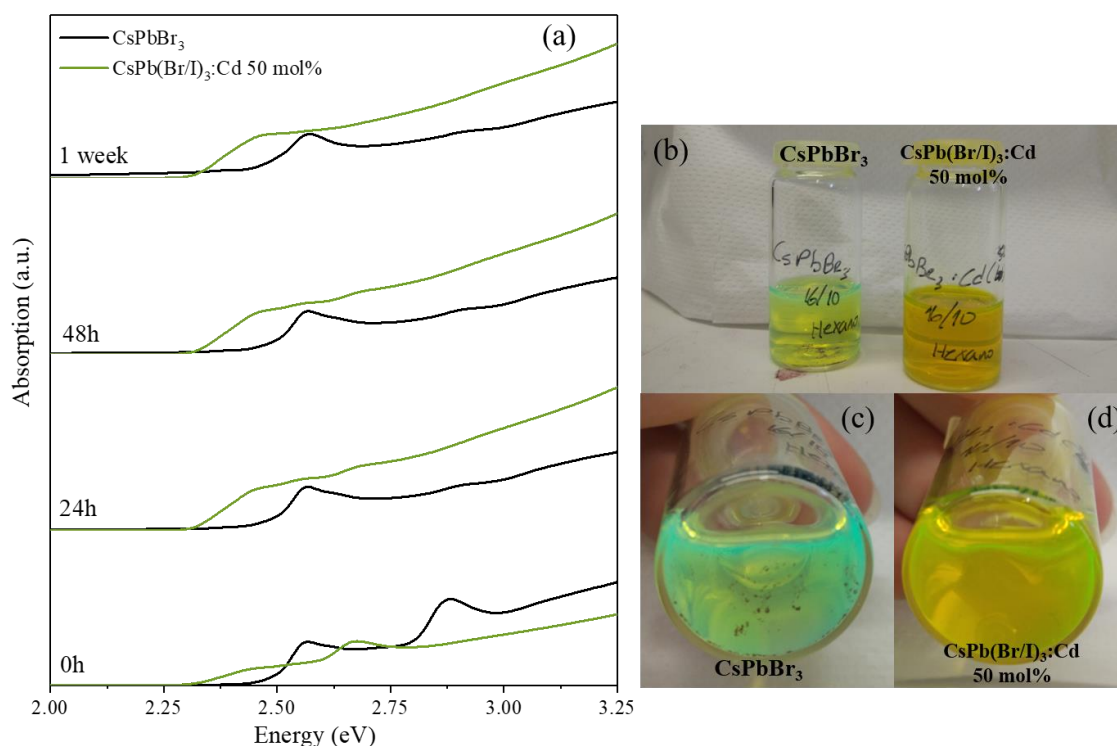 (a)
CsPbBr₃
CsPb(Br/I)₃:Cd 50 mol%
1 week
48h
24h
0h
Absorption (a.u.)
2.00 2.25 2.50 2.75 3.00 3.25
Energy (eV)
(b)
CsPbBr₃
CsPb(Br/I)₃:Cd
50 mol%
CsPbBr₃
16/10
Hexano
PbBr₃:Cd
16/10
Hexano
(c)
CsPbBr₃
(d)
CsPb(Br/I)₃:Cd
50 mol%